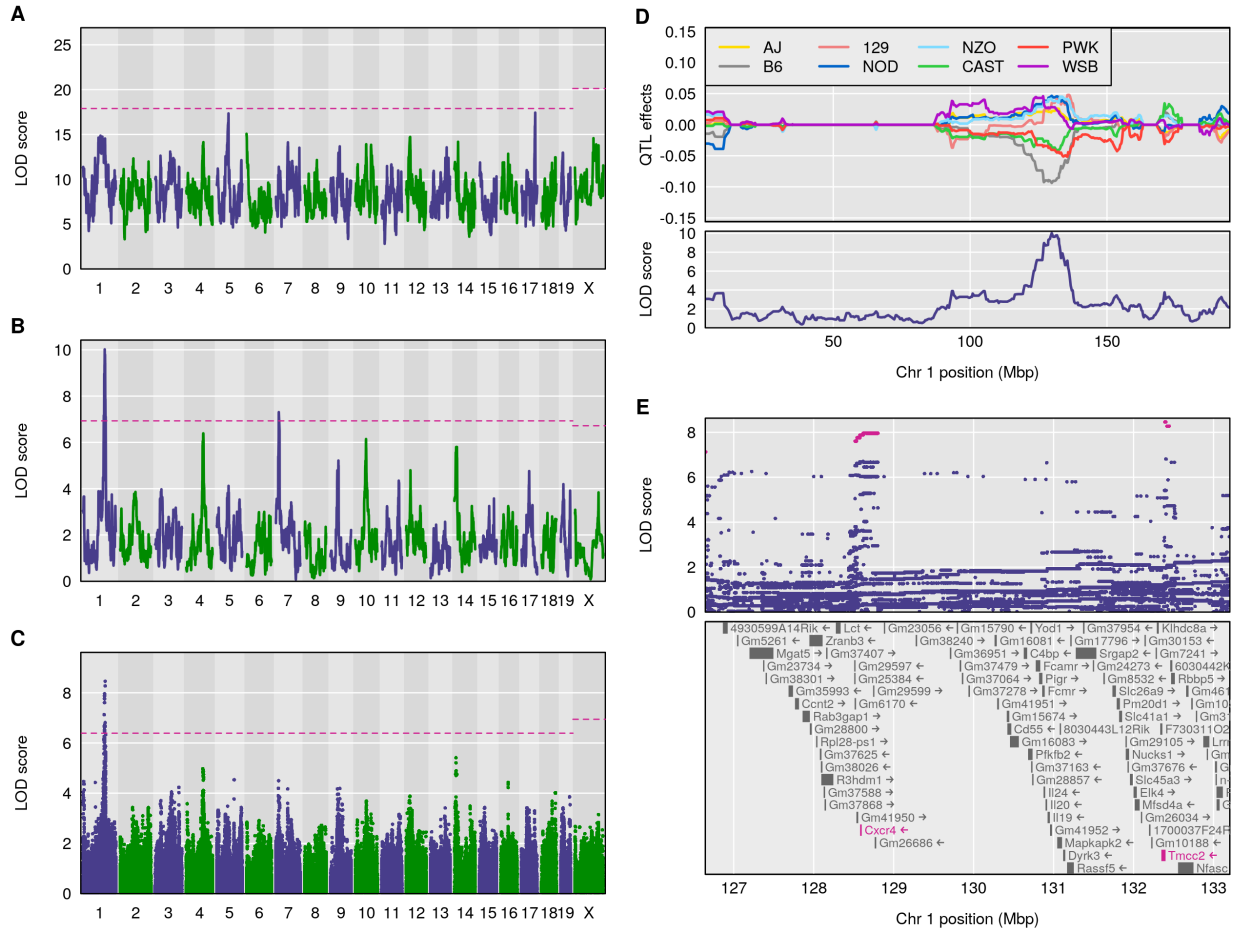 A
LOD score
25
20
15
10
5
0
1 2 3 4 5 6 7 8 9 10 11 12 13 14 15 16 17 18 19 X
B
LOD score
10
8
6
4
2
0
1 2 3 4 5 6 7 8 9 10 11 12 13 14 15 16 17 18 19 X
C
LOD score
8
6
4
2
0
1 2 3 4 5 6 7 8 9 10 11 12 13 14 15 16 17 18 19 X
D
QTL effects
0.15
0.10
0.05
0.00
-0.05
-0.10
-0.15
AJ 129 NZO PWK
B6 NOD CAST WSB
LOD score
10
8
6
4
2
0
50 100 150
Chr 1 position (Mbp)
E
LOD score
8
6
4
2
0
4930599A14Rik ← Lct ← Gm23056 ← Gm15790 ← Yod1 → Gm37954 ← Klhdc8a →
Gm5261 ← Zranb3 ← Gm38240 ← Gm16081 ← Gm17796 → Gm30153 ←
Mgat5 → Gm37407 → Gm36951 → C4bp ← Srgap2 ← Gm7241 →
Gm23734 → Gm29597 ← Gm37479 ← Fcamr → Gm24273 ← 6030442K
Gm38301 → Gm25384 ← Gm37064 ← Pigr → Gm8532 ← Rbbp5 →
Gm35993 ← Gm29599 → Gm37278 ← Fcmr → Slc26a9 → Gm461
Ccnt2 → Gm6170 ← Gm41951 → Pm20d1 → Gm10
Rab3gap1 → Gm15674 → Slc41a1 → Gm31
Gm28800 ← Cd55 ← 8030443L12Rik → F730311O2
Rpl28-ps1 → Gm16083 ← Gm29105 → Lrrn
Gm37625 ← Pfkfb2 ← Nucks1 → Gm
Gm38026 ← Gm37163 ← Gm37676 ← G
R3hdm1 → Gm28857 ← Slc45a3 → n-
Gm37588 ← Il24 ← Elk4 →
Gm37868 ← Il20 ← Mfsd4a ← G
Gm41950 → Il19 ← Gm26034 →
Cxcr4 ← Gm41952 → 1700037F24R
Gm26686 ← Mapkapk2 ← Gm10188 ←
Dyrk3 ← Tmcc2 ←
Rassf5 ← Nfasc
127 128 129 130 131 132 133
Chr 1 position (Mbp)